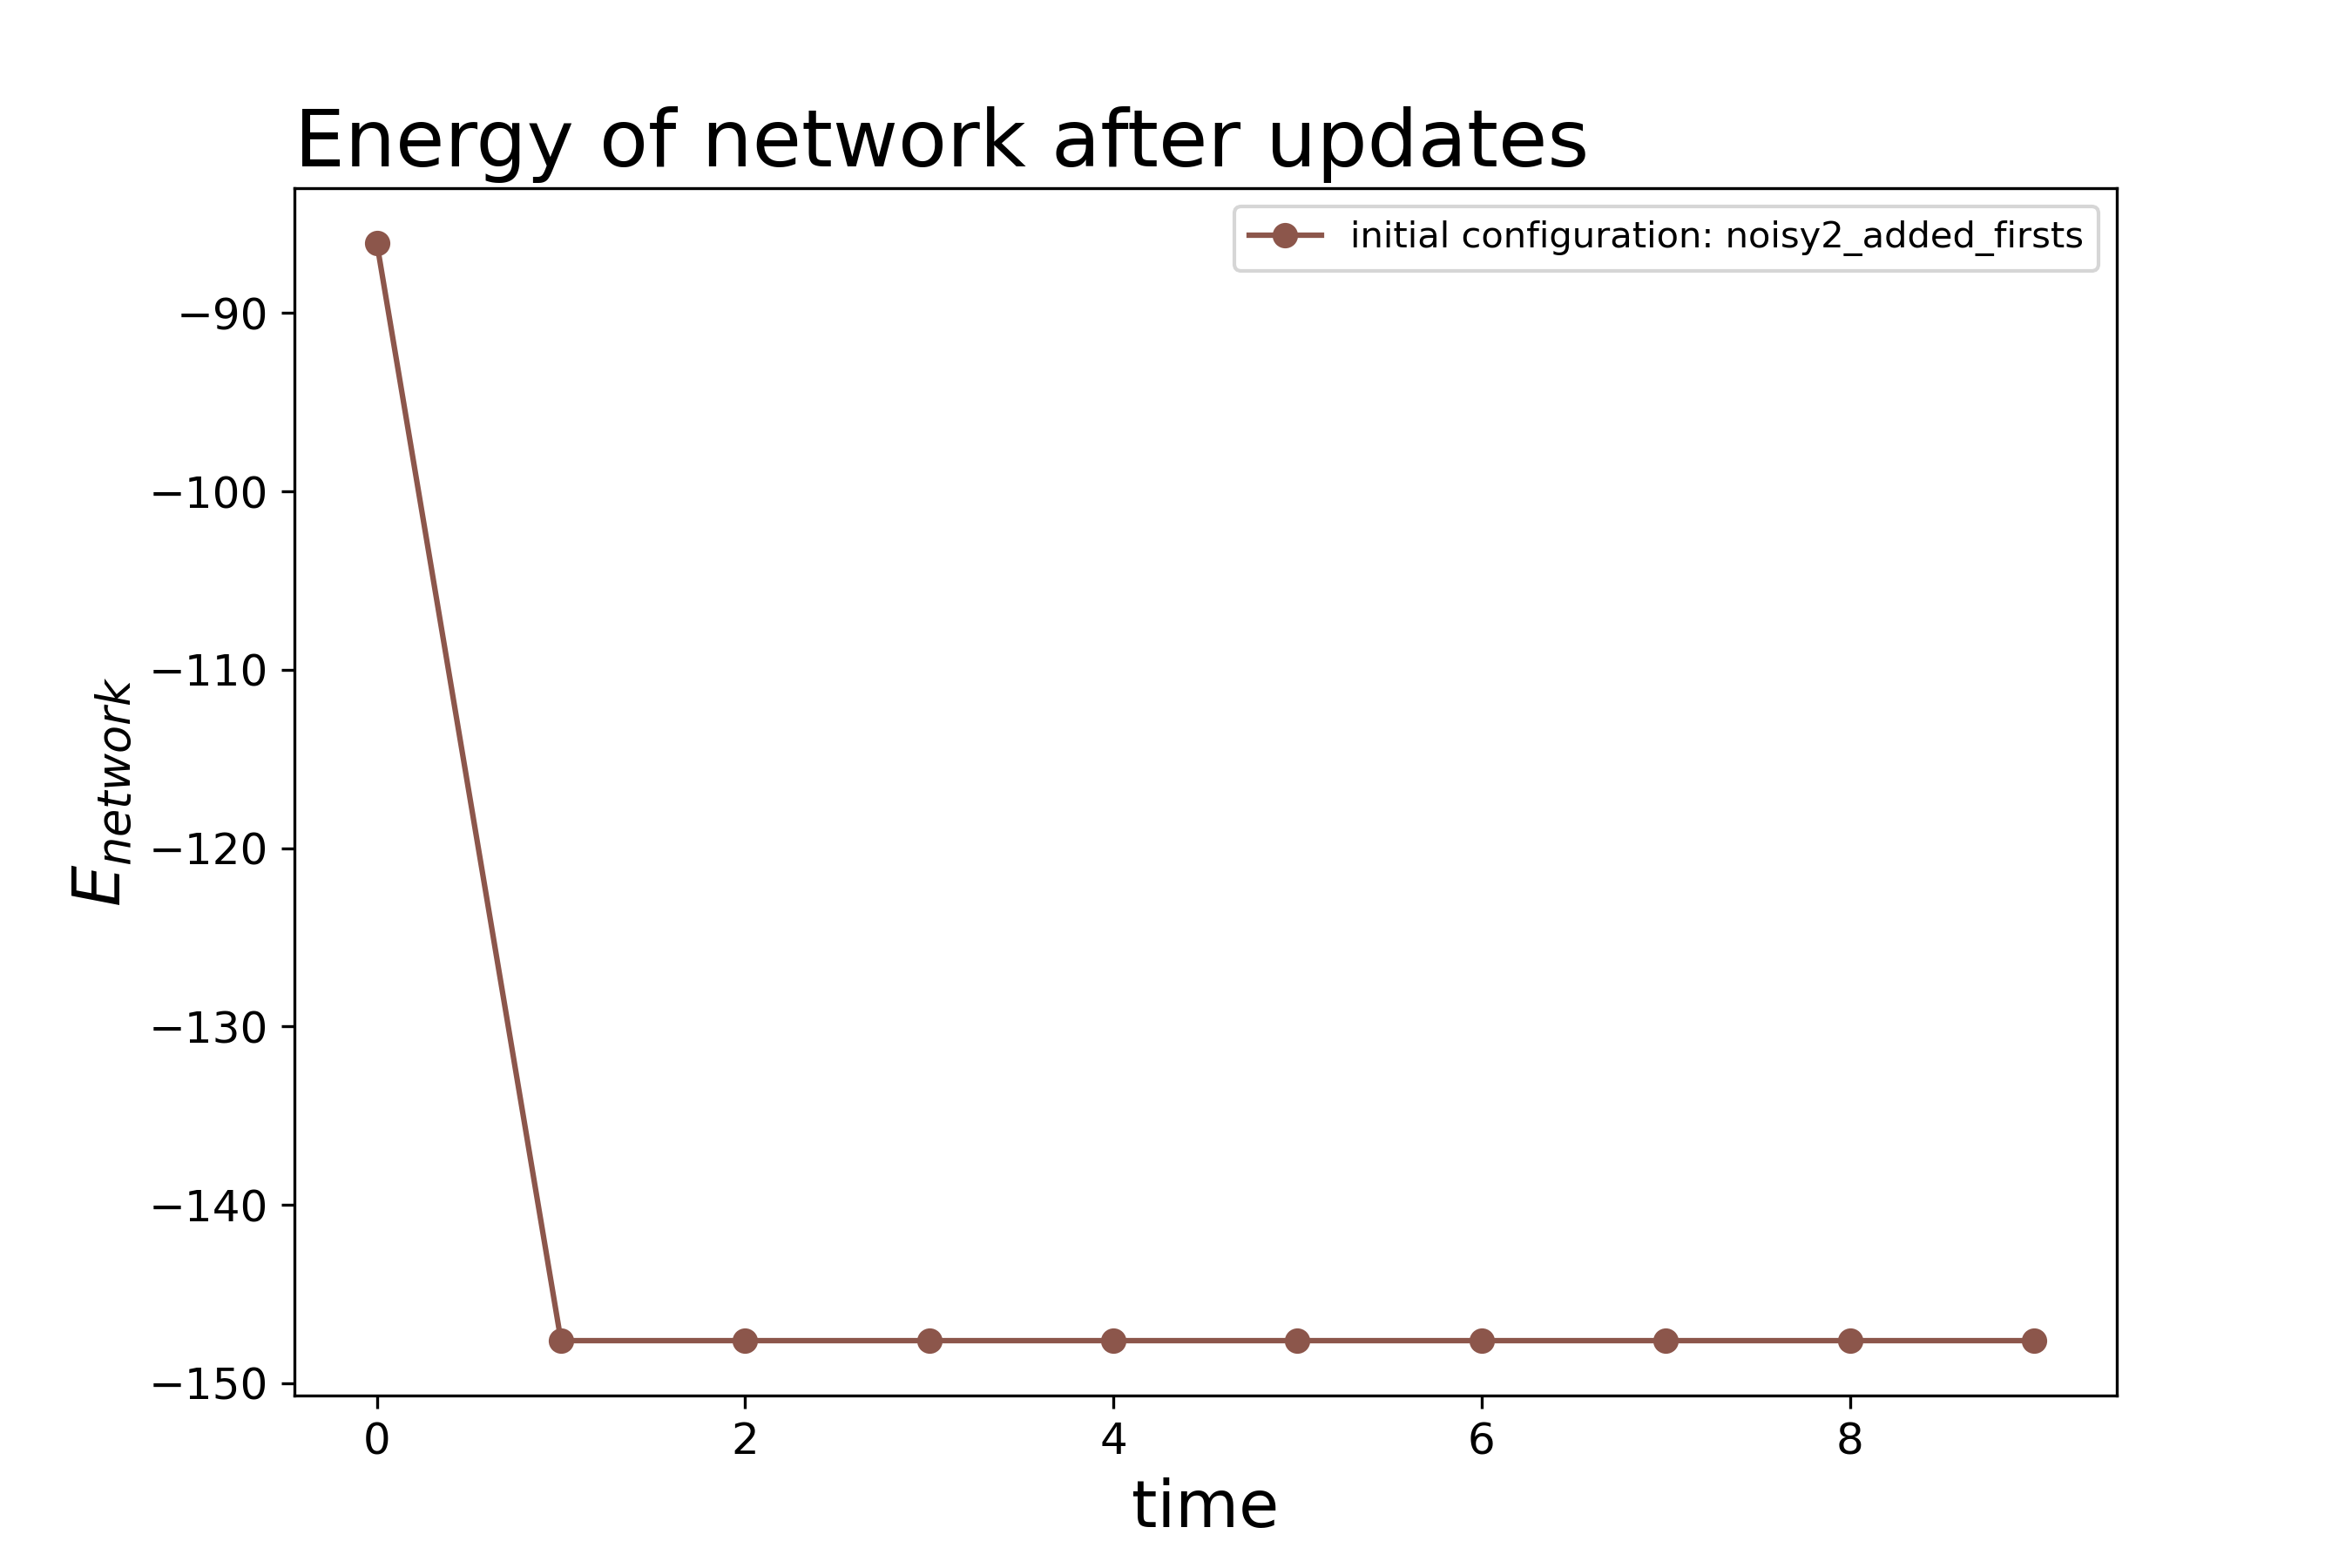 Energy of network after updates
initial configuration: noisy2_added_firsts
−90
−100
−110
−120
−130
−140
−150
E_network
0 2 4 6 8
time